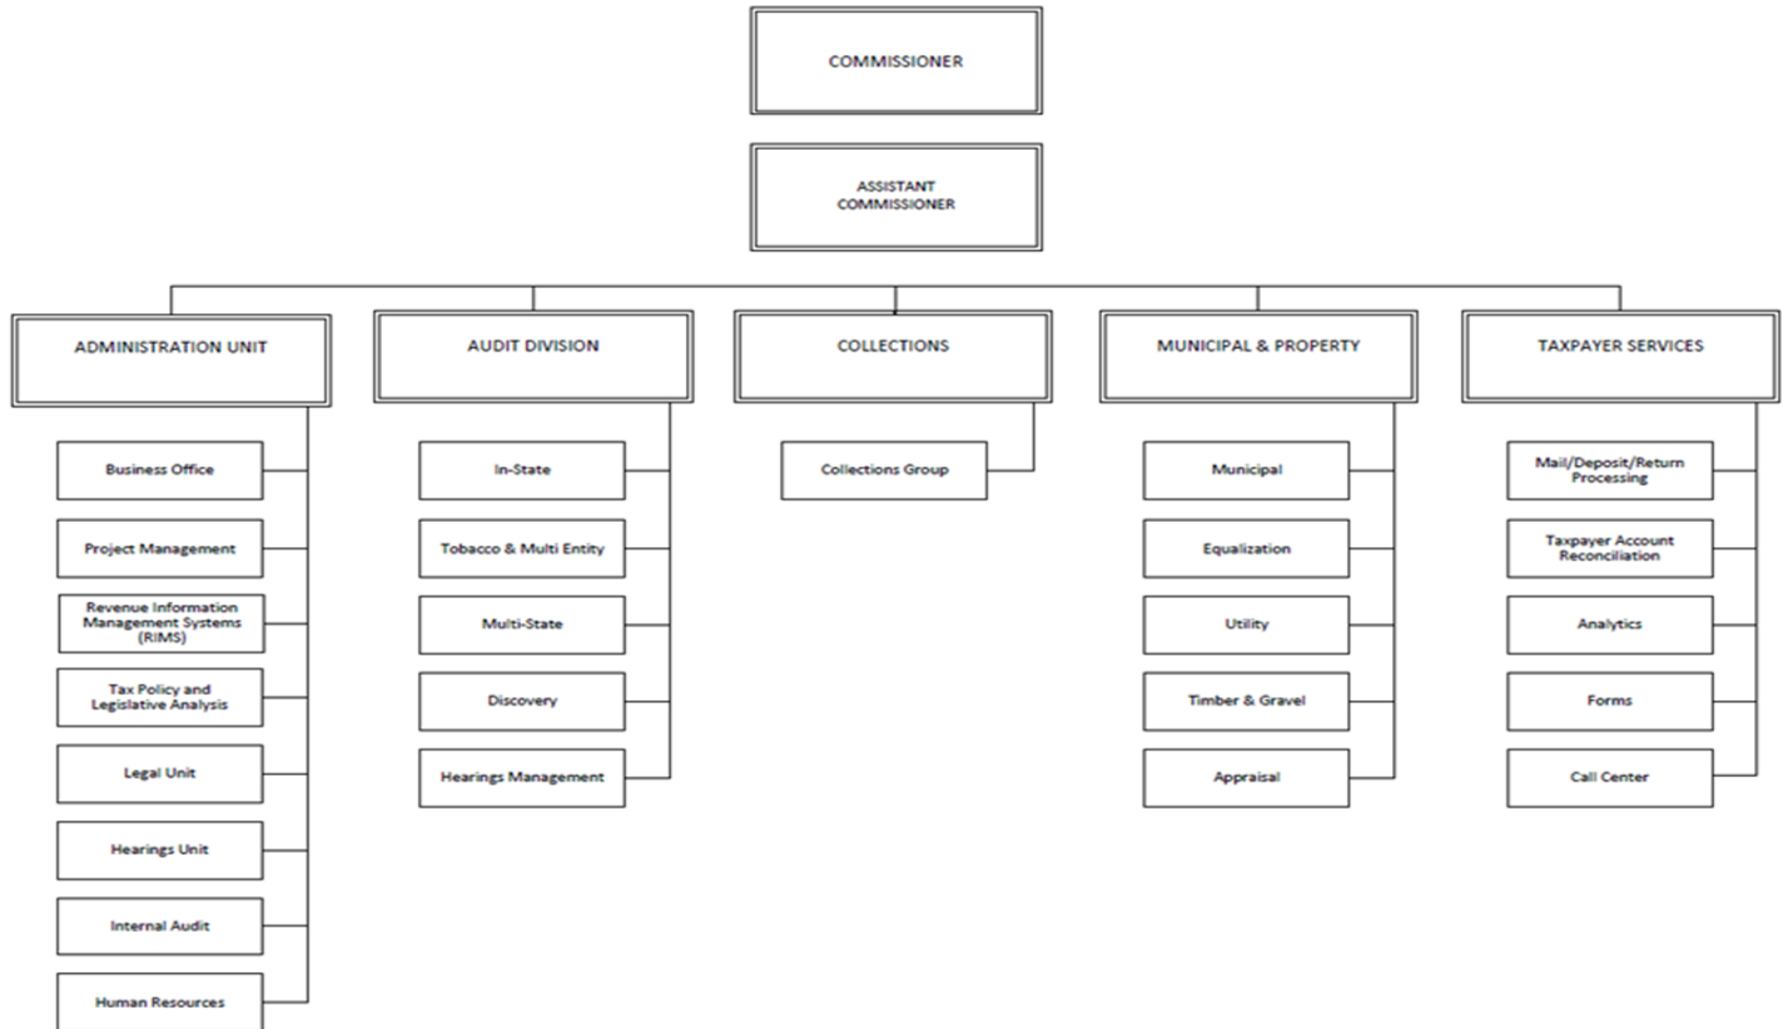 COMMISSIONER
ASSISTANT
COMMISSIONER
ADMINISTRATION UNIT
Business Office
Project Management
Revenue Information
Management Systems
(RIMS)
Tax Policy and
Legislative Analysis
Legal Unit
Hearings Unit
Internal Audit
Human Resources
AUDIT DIVISION
In-State
Tobacco & Multi Entity
Multi-State
Discovery
Hearings Management
COLLECTIONS
Collections Group
MUNICIPAL & PROPERTY
Municipal
Equalization
Utility
Timber & Gravel
Appraisal
TAXPAYER SERVICES
Mail/Deposit/Return
Processing
Taxpayer Account
Reconciliation
Analytics
Forms
Call Center